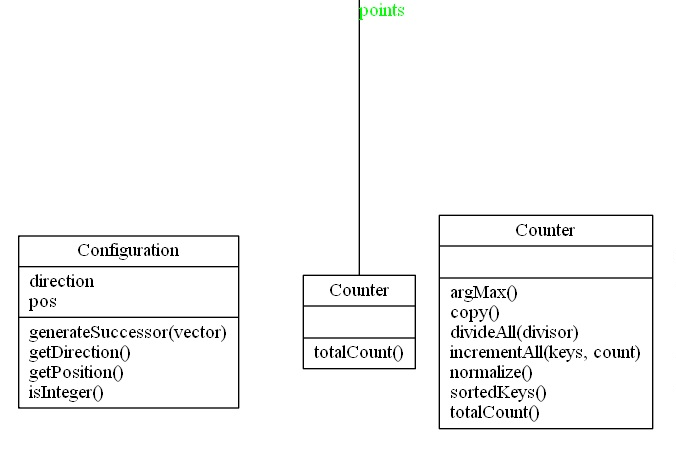 points
Configuration
direction
pos
generateSuccessor(vector)
getDirection()
getPosition()
isInteger()
Counter
totalCount()
Counter
argMax()
copy()
divideAll(divisor)
incrementAll(keys, count)
normalize()
sortedKeys()
totalCount()